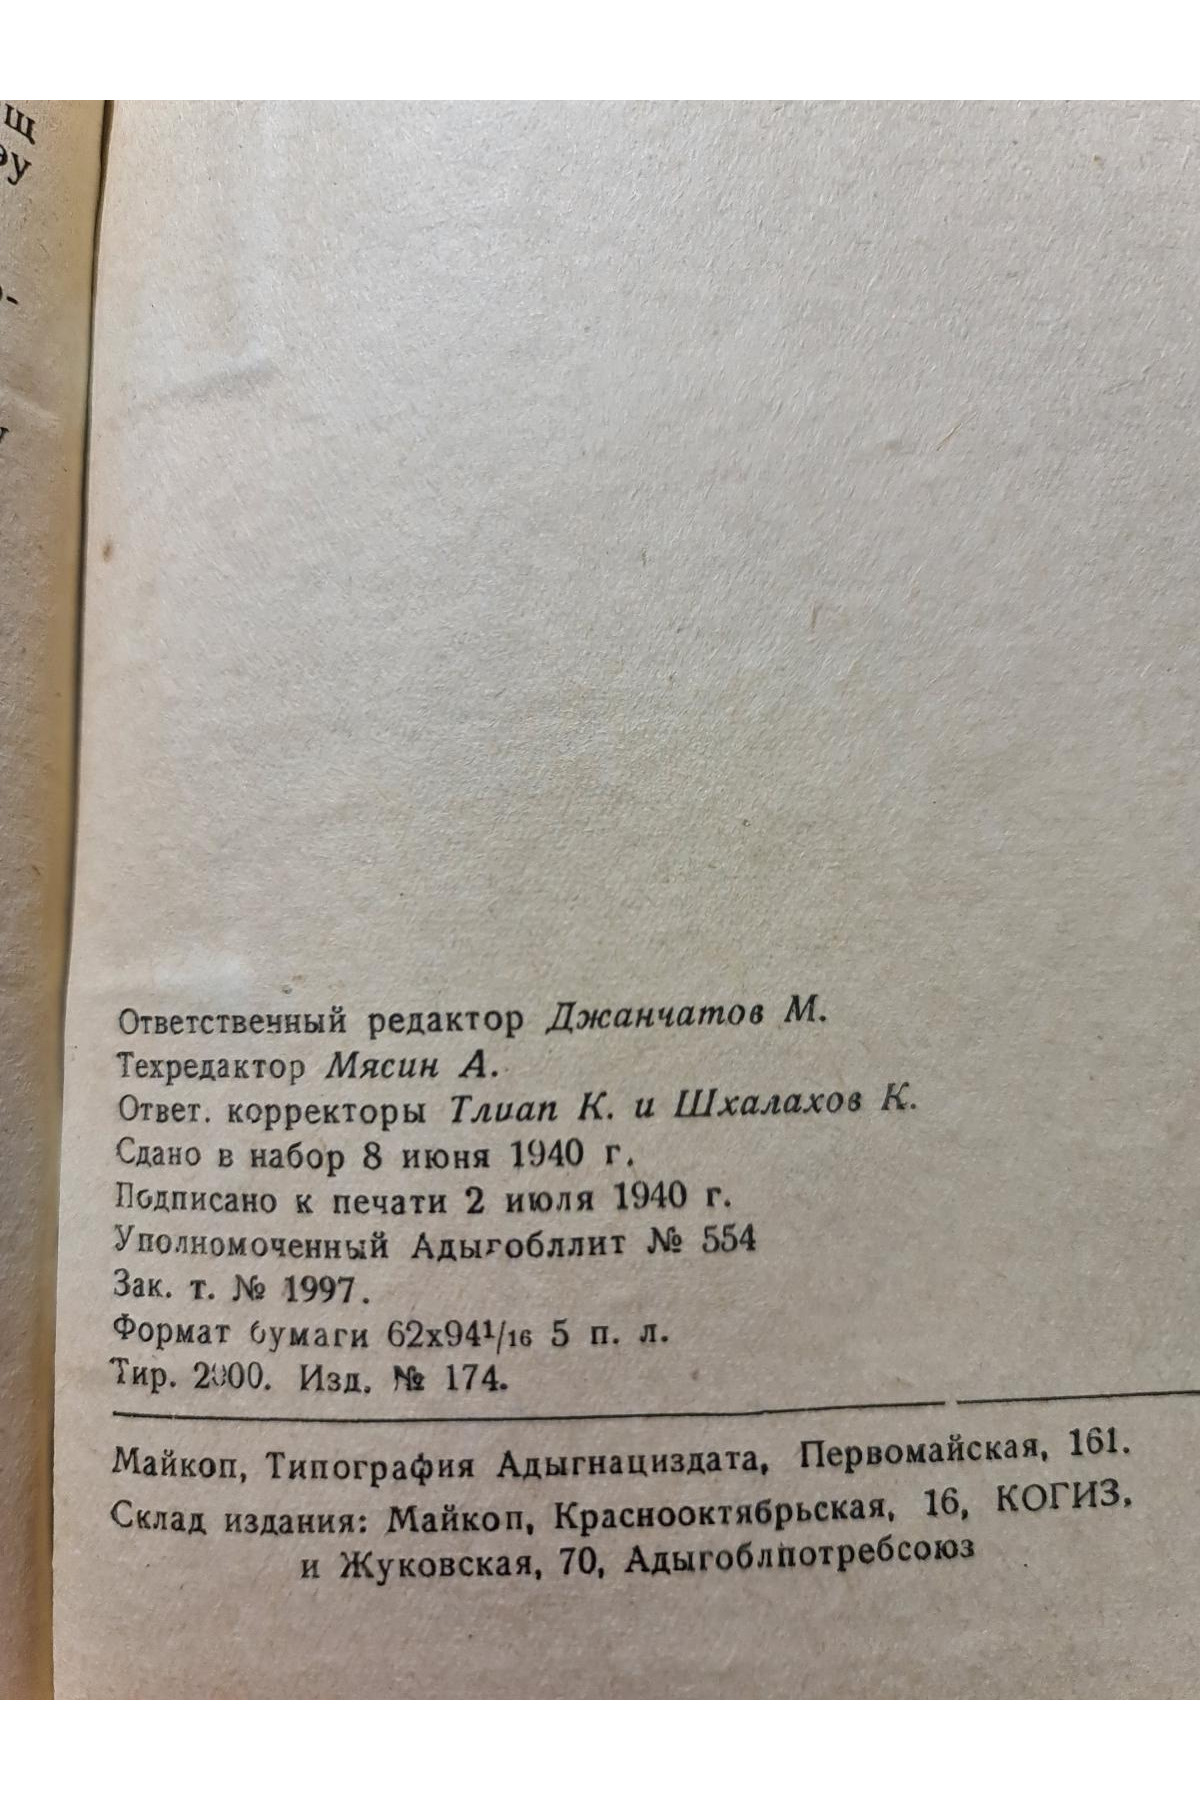 Ответственный редактор Джанчатов М.
Техредактор Мясин А.
Ответ. корректоры Тлиап К. и Шхалахов К.
Сдано в набор 8 июня 1940 г.
Подписано к печати 2 июля 1940 г.
Уполномоченный Адыгобллит № 554
Зак. т. № 1997.
Формат бумаги 62х94¹/₁₆ 5 п. л.
Тир. 2000. Изд. № 174.
Майкоп, Типография Адыгнациздата, Первомайская, 161.
Склад издания: Майкоп, Краснооктябрьская, 16, КОГИЗ,
и Жуковская, 70, Адыгоблпотребсоюз